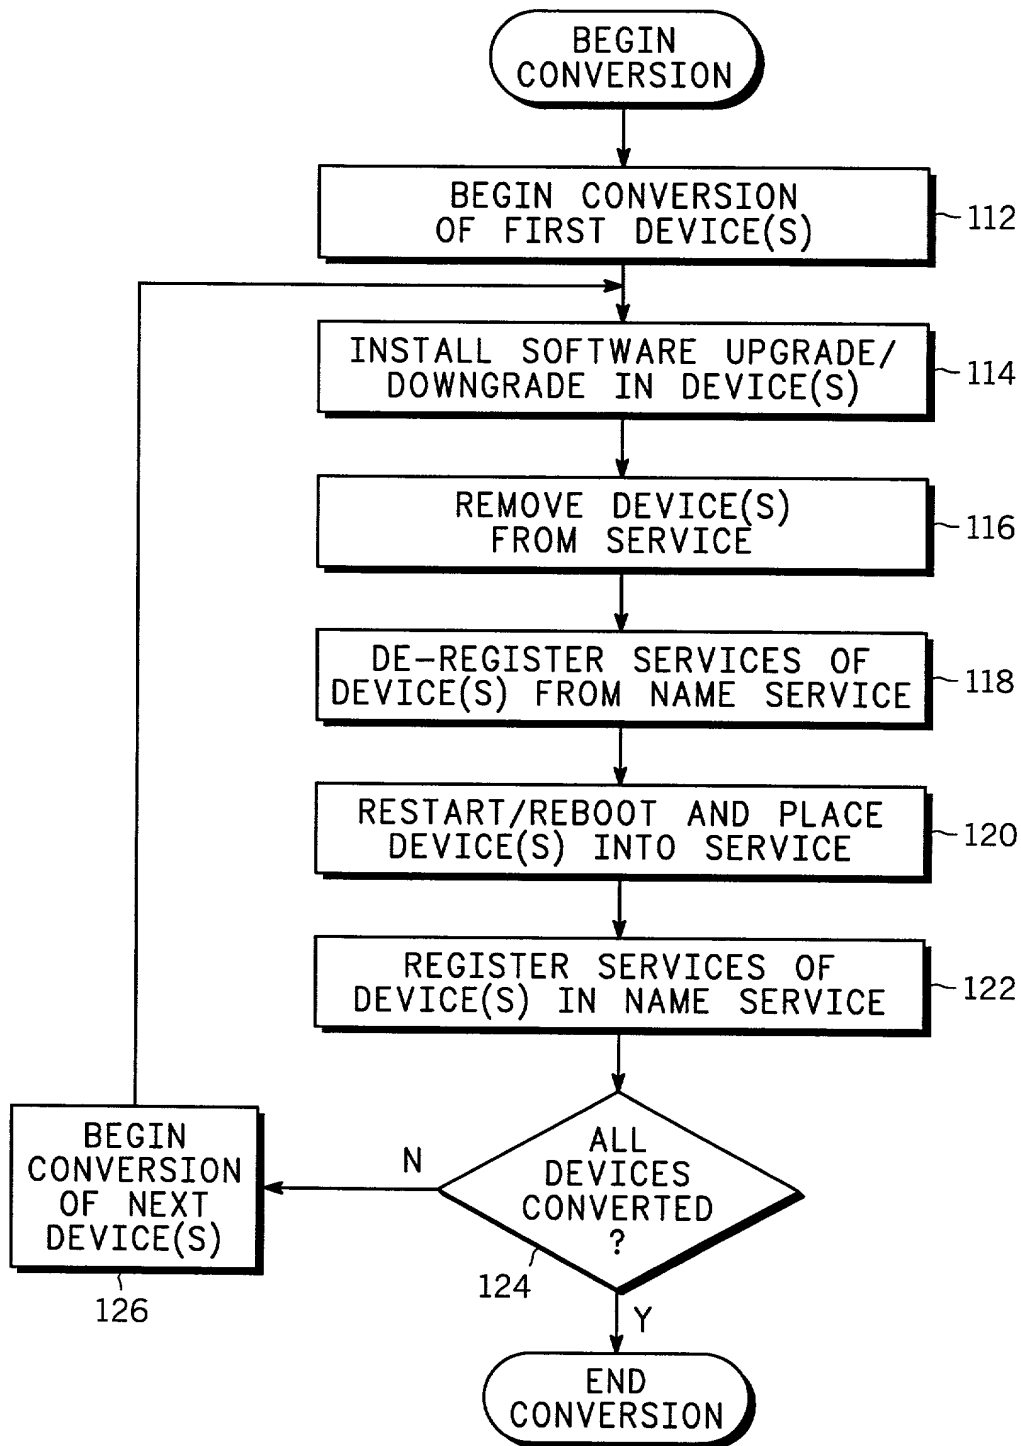 BEGIN
CONVERSION
BEGIN CONVERSION
OF FIRST DEVICE(S)
112
INSTALL SOFTWARE UPGRADE/
DOWNGRADE IN DEVICE(S)
114
REMOVE DEVICE(S)
FROM SERVICE
116
DE-REGISTER SERVICES OF
DEVICE(S) FROM NAME SERVICE
118
RESTART/REBOOT AND PLACE
DEVICE(S) INTO SERVICE
120
REGISTER SERVICES OF
DEVICE(S) IN NAME SERVICE
122
ALL
DEVICES
CONVERTED
?
124
N
BEGIN
CONVERSION
OF NEXT
DEVICE(S)
126
Y
END
CONVERSION